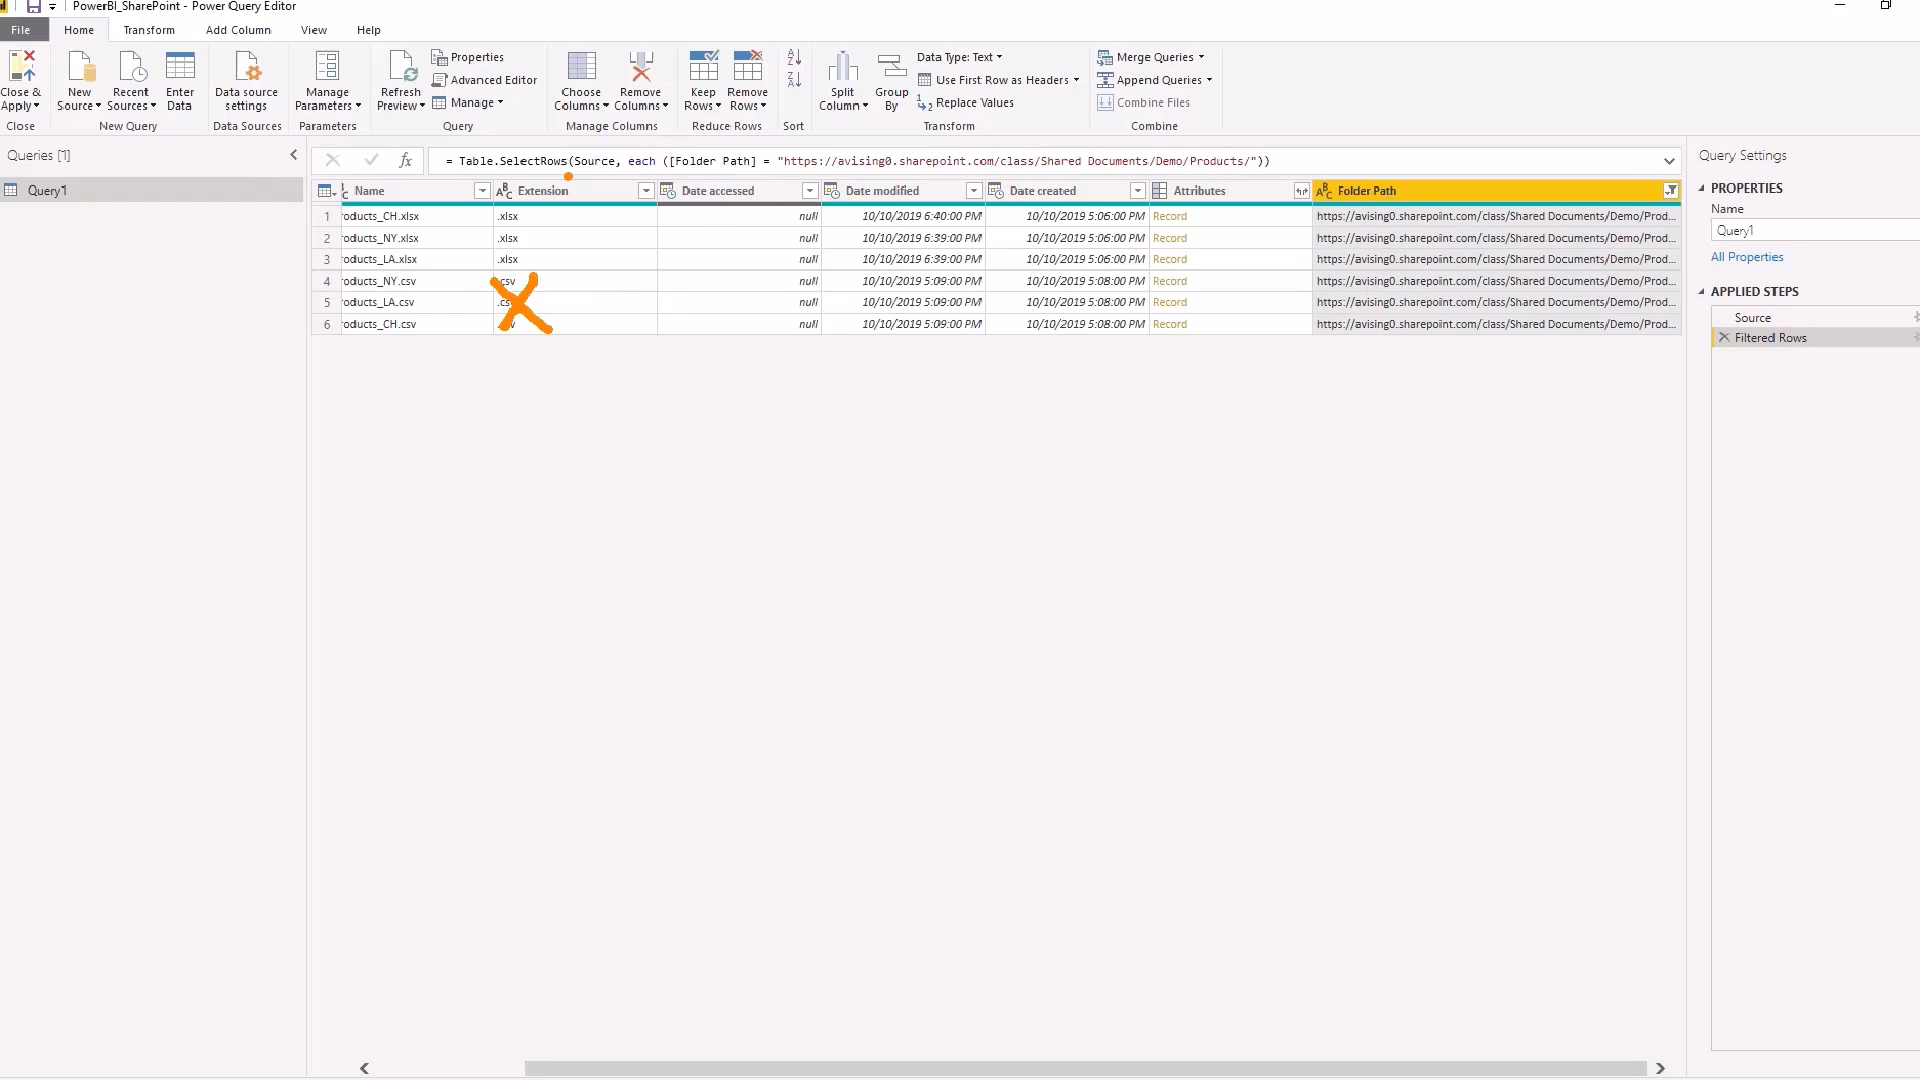 PowerBI_SharePoint - Power Query Editor
File Home Transform Add Column View Help
Close & Apply
New Source
Recent Sources
Enter Data
Data source settings
Manage Parameters
Refresh Preview
Properties
Advanced Editor
Manage
Choose Columns
Remove Columns
Keep Rows
Remove Rows
Split Column
Group By
Data Type: Text
Use First Row as Headers
Replace Values
Merge Queries
Append Queries
Combine Files
Close New Query Data Sources Parameters Query Manage Columns Reduce Rows Sort Transform Combine
Queries [1]
Query1
fx = Table.SelectRows(Source, each ([Folder Path] = "https://avising0.sharepoint.com/class/Shared Documents/Demo/Products/"))
Name Extension Date accessed Date modified Date created Attributes Folder Path
1 roducts_CH.xlsx .xlsx null 10/10/2019 6:40:00 PM 10/10/2019 5:06:00 PM Record https://avising0.sharepoint.com/class/Shared Documents/Demo/Prod...
2 roducts_NY.xlsx .xlsx null 10/10/2019 6:39:00 PM 10/10/2019 5:06:00 PM Record https://avising0.sharepoint.com/class/Shared Documents/Demo/Prod...
3 roducts_LA.xlsx .xlsx null 10/10/2019 6:39:00 PM 10/10/2019 5:06:00 PM Record https://avising0.sharepoint.com/class/Shared Documents/Demo/Prod...
4 roducts_NY.csv .csv null 10/10/2019 5:09:00 PM 10/10/2019 5:08:00 PM Record https://avising0.sharepoint.com/class/Shared Documents/Demo/Prod...
5 roducts_LA.csv .csv null 10/10/2019 5:09:00 PM 10/10/2019 5:08:00 PM Record https://avising0.sharepoint.com/class/Shared Documents/Demo/Prod...
6 roducts_CH.csv .csv null 10/10/2019 5:09:00 PM 10/10/2019 5:08:00 PM Record https://avising0.sharepoint.com/class/Shared Documents/Demo/Prod...
Query Settings
PROPERTIES
Name
Query1
All Properties
APPLIED STEPS
Source
Filtered Rows